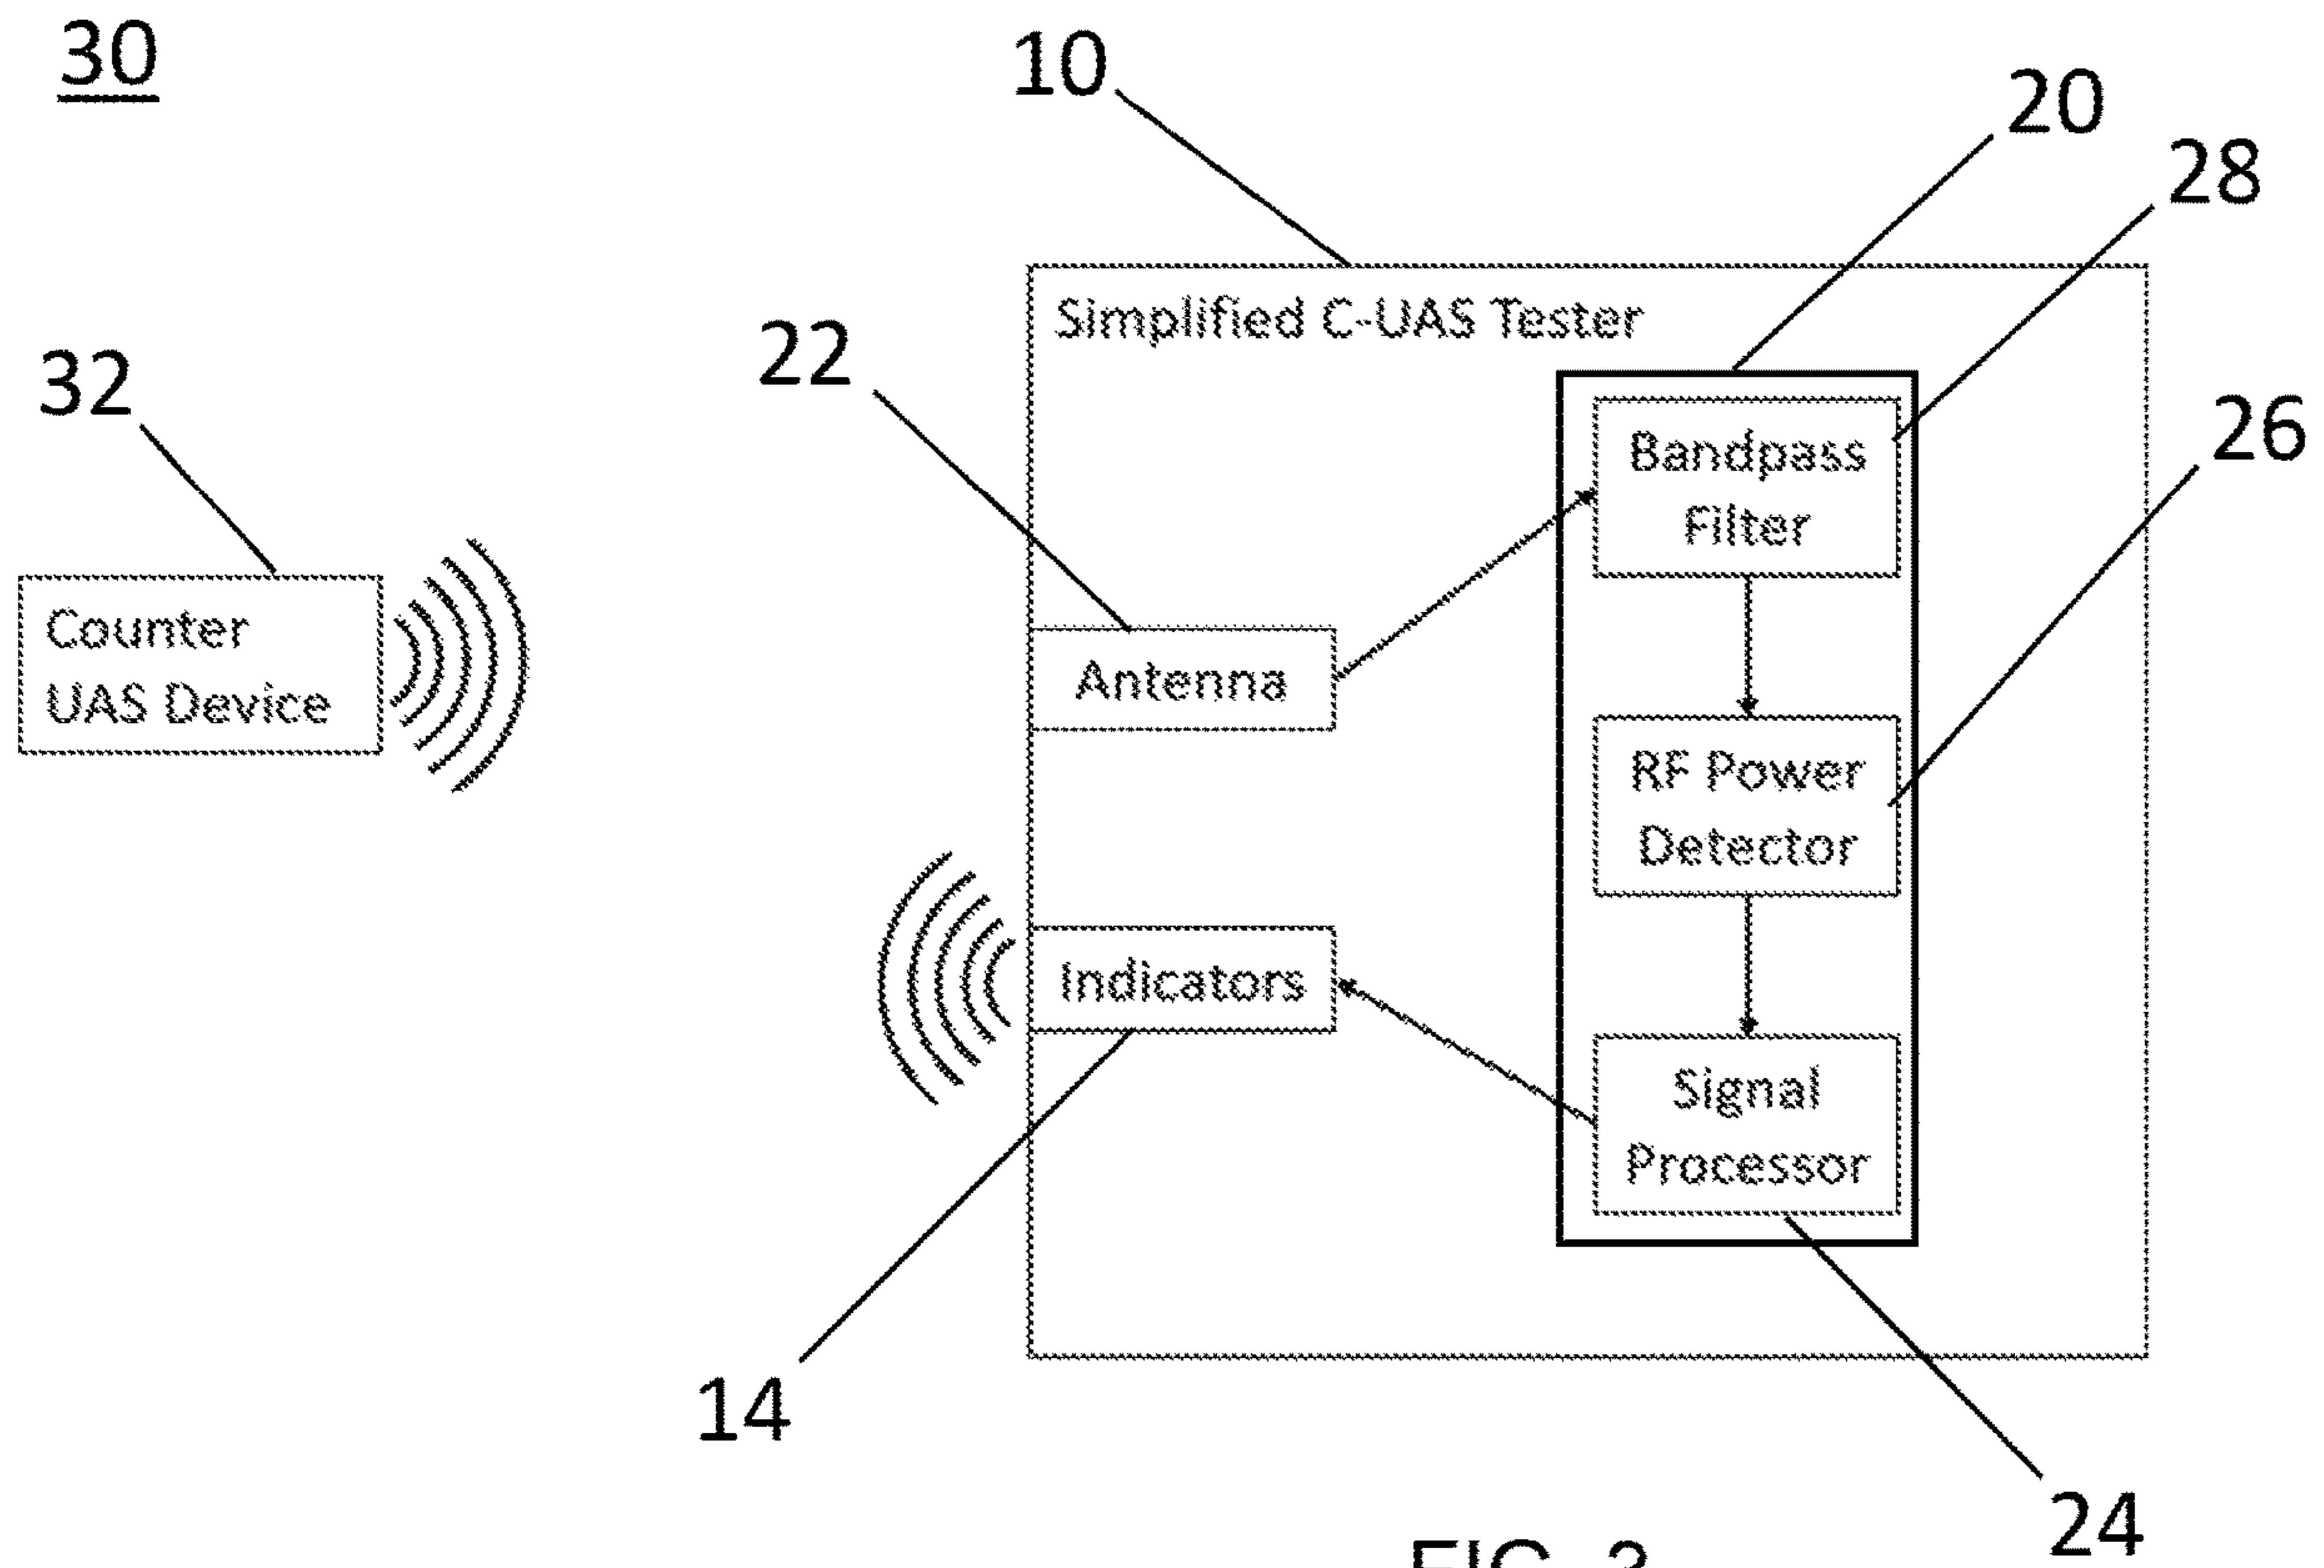 30
10
20
28
Simplified C-UAS Tester
22
32
26
Bandpass
Filter
Counter
UAS Device
Antenna
RF Power
Detector
Indicators
Signal
Processor
14
24
FIG.